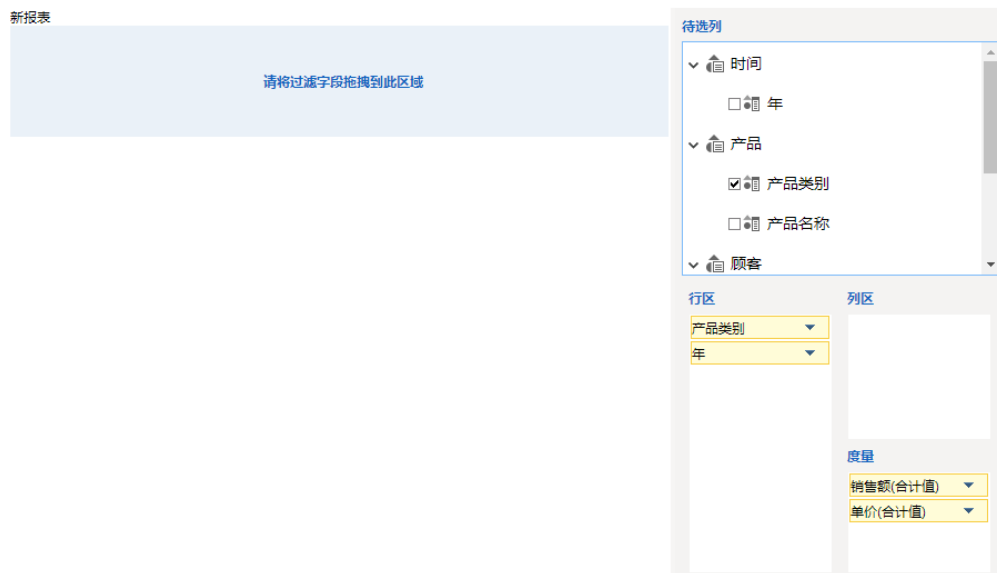 新报表
请将过滤字段拖拽到此区域
待选列
时间
年
产品
产品类别
产品名称
顾客
行区
产品类别
年
列区
度量
销售额(合计值)
单价(合计值)